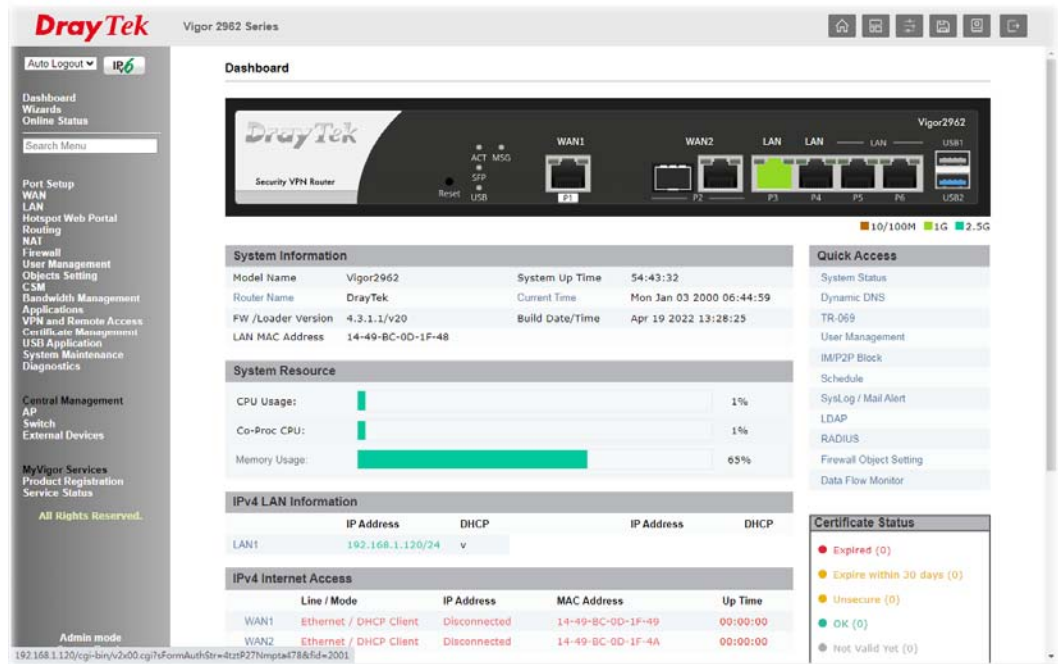 DrayTek Vigor 2962 Series
Auto Logout IPv6
Dashboard
Wizards
Online Status
Search Menu
Port Setup
WAN
LAN
Hotspot Web Portal
Routing
NAT
Firewall
User Management
Objects Setting
CSM
Bandwidth Management
Applications
VPN and Remote Access
Certificate Management
USB Application
System Maintenance
Diagnostics
Central Management
AP
Switch
External Devices
MyVigor Services
Product Registration
Service Status
All Rights Reserved.
Admin mode
192.168.1.120/cgi-bin/v2x00.cgi?sFormAuthStr=4tztP27Nmpta478&fid=2001
Dashboard
DrayTek
Security VPN Router
Reset
ACT MSG
SFP
USB
WAN1 WAN2 LAN LAN LAN Vigor2962 USB1
P1 P2 P3 P4 P5 P6 USB2
10/100M 1G 2.5G
System Information
Model Name Vigor2962 System Up Time 54:43:32
Router Name DrayTek Current Time Mon Jan 03 2000 06:44:59
FW /Loader Version 4.3.1.1/v20 Build Date/Time Apr 19 2022 13:28:25
LAN MAC Address 14-49-BC-0D-1F-48
System Resource
CPU Usage: 1%
Co-Proc CPU: 1%
Memory Usage: 65%
IPv4 LAN Information
IP Address DHCP IP Address DHCP
LAN1 192.168.1.120/24 v
IPv4 Internet Access
Line / Mode IP Address MAC Address Up Time
WAN1 Ethernet / DHCP Client Disconnected 14-49-BC-0D-1F-49 00:00:00
WAN2 Ethernet / DHCP Client Disconnected 14-49-BC-0D-1F-4A 00:00:00
Quick Access
System Status
Dynamic DNS
TR-069
User Management
IM/P2P Block
Schedule
SysLog / Mail Alert
LDAP
RADIUS
Firewall Object Setting
Data Flow Monitor
Certificate Status
Expired (0)
Expire within 30 days (0)
Unsecure (0)
OK (0)
Not Valid Yet (0)